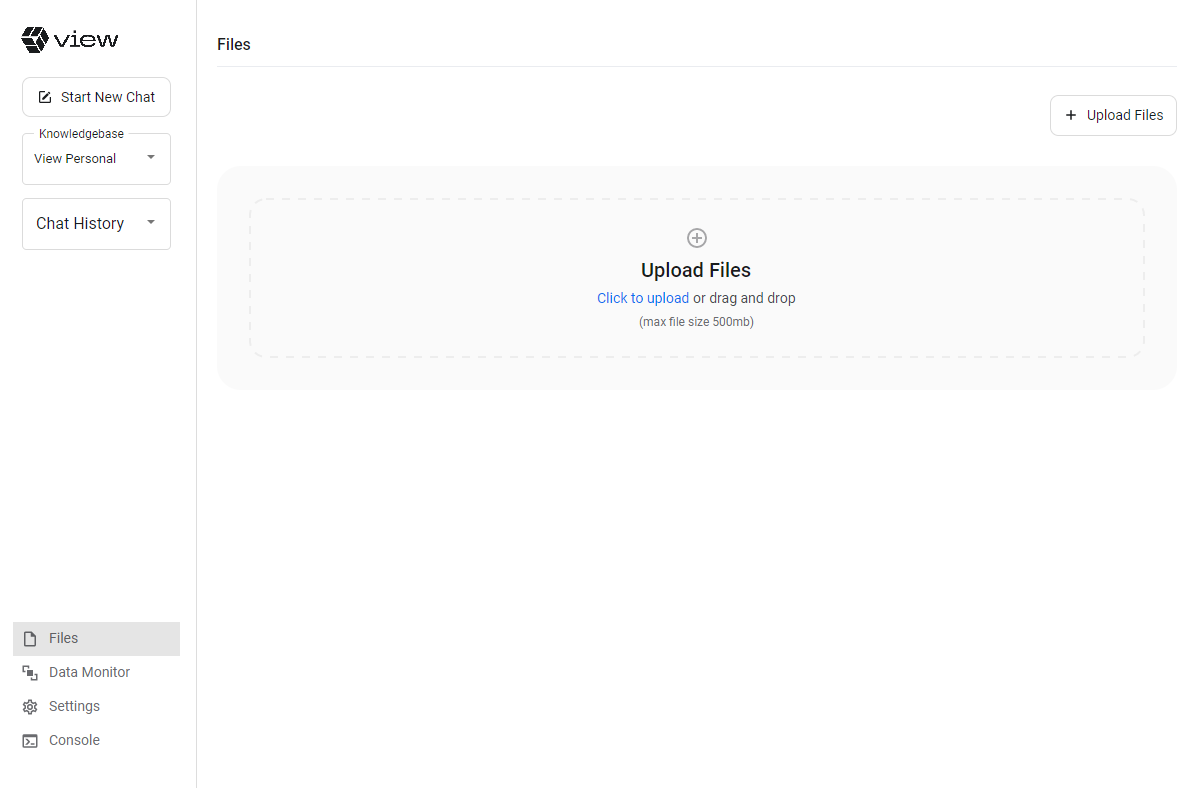 view
Start New Chat
Knowledgebase
View Personal
Chat History
Files
Data Monitor
Settings
Console
Files
Upload Files
Upload Files
Click to upload or drag and drop
(max file size 500mb)